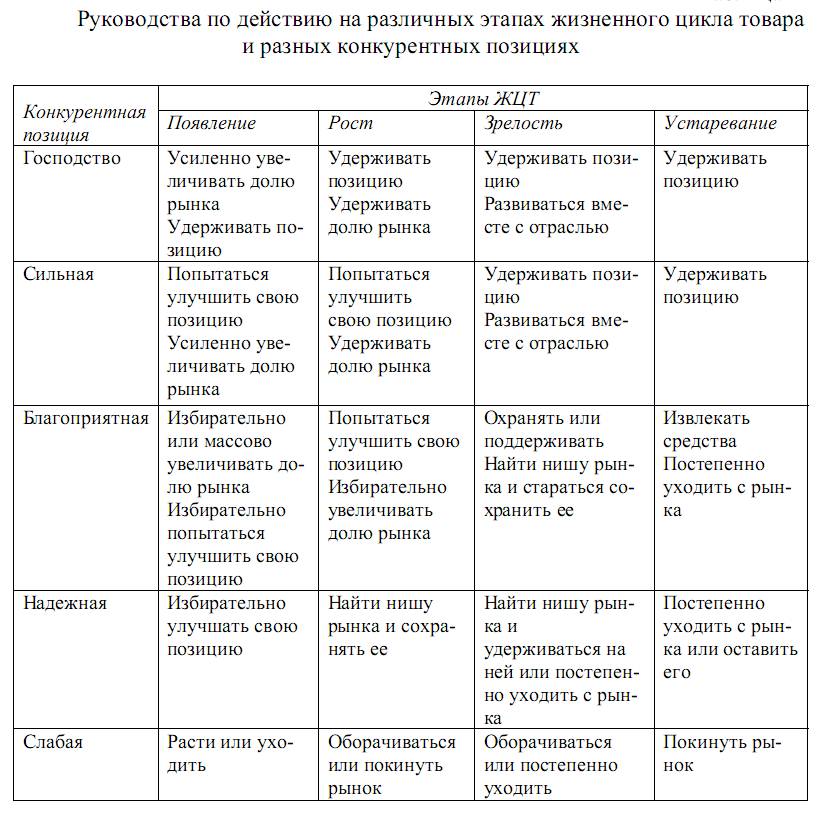 Руководства по действию на различных этапах жизненного цикла товара
и разных конкурентных позициях
Конкурентная
позиция
Этапы ЖЦТ
Появление
Рост
Зрелость
Устаревание
Господство
Усиленно уве-
личивать долю
рынка
Удерживать по-
зицию
Удерживать
позицию
Удерживать
долю рынка
Удерживать пози-
цию
Развиваться вме-
сте с отраслью
Удерживать
позицию
Сильная
Попытаться
улучшить свою
позицию
Усиленно уве-
личивать долю
рынка
Попытаться
улучшить
свою позицию
Удерживать
долю рынка
Удерживать пози-
цию
Развиваться вме-
сте с отраслью
Удерживать
позицию
Благоприятная
Избирательно
или массово
увеличивать до-
лю рынка
Избирательно
попытаться
улучшить свою
позицию
Попытаться
улучшить свою
позицию
Избирательно
увеличивать
долю рынка
Охранять или
поддерживать
Найти нишу рын-
ка и стараться со-
хранить ее
Извлекать
средства
Постепенно
уходить с рын-
ка
Надежная
Избирательно
улучшать свою
позицию
Найти нишу
рынка и сохра-
нять ее
Найти нишу рын-
ка и
удерживаться на
ней или постепен-
но уходить с рын-
ка
Постепенно
уходить с рын-
ка или оставить
его
Слабая
Расти или ухо-
дить
Оборачиваться
или покинуть
рынок
Оборачиваться
или постепенно
уходить
Покинуть ры-
нок